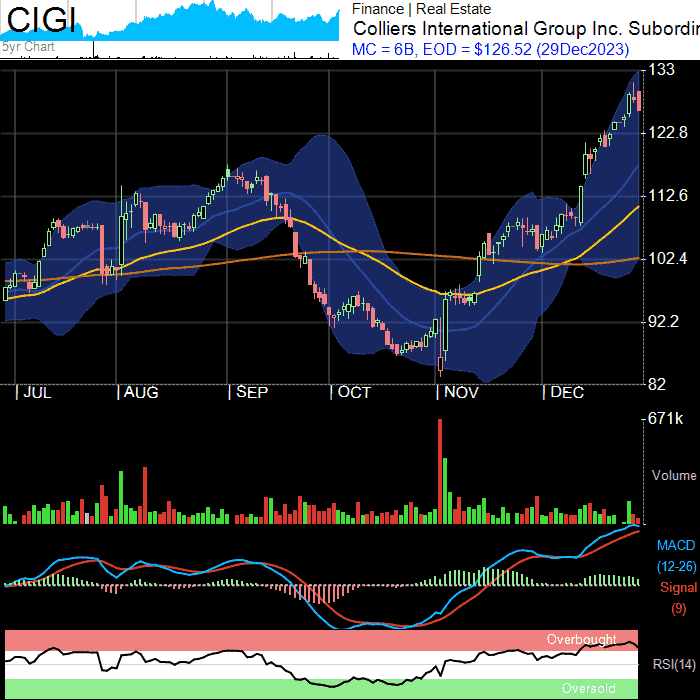 CIGI
5yr Chart
Finance | Real Estate
Colliers International Group Inc. Subordin
MC = 6B, EOD = $126.52 (29Dec2023)
133
122.8
112.6
102.4
92.2
82
| JUL | AUG | SEP | OCT | NOV | DEC
671k
Volume
MACD
(12-26)
Signal
(9)
Overbought
RSI(14)
Oversold